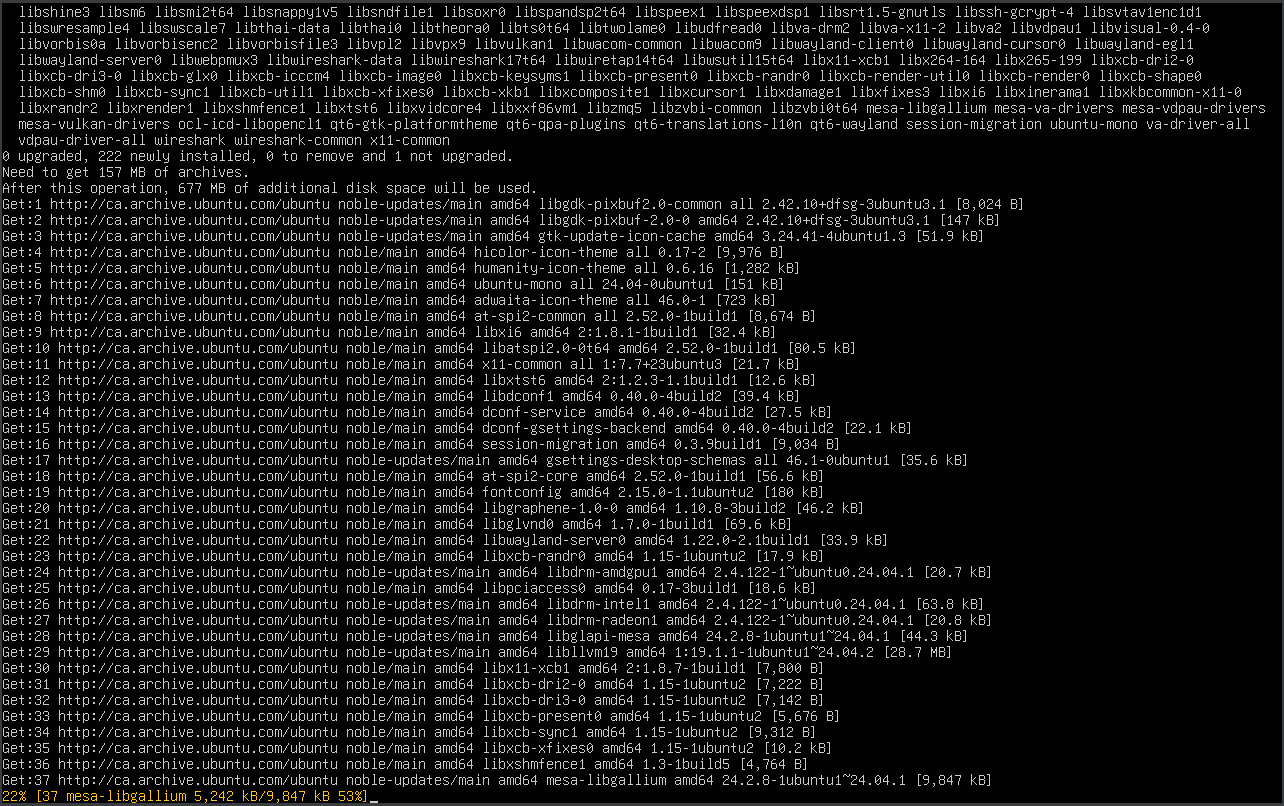 libshine3 libsm6 libsmi2t64 libsnappy1v5 libsndfile1 libsoxr0 libspandsp2t64 libspeex1 libspeexdsp1 libsrt1.5-gnutls libssh-gcrypt-4 libsvtav1enc1d1
libswresample4 libswscale7 libthai-data libthai0 libtheora0 libts0t64 libtwolame0 libudfread0 libva-drm2 libva-x11-2 libva2 libvdpau1 libvisual-0.4-0
libvorbis0a libvorbisenc2 libvorbisfile3 libvpl2 libvpx9 libvulkan1 libwacom-common libwacom9 libwayland-client0 libwayland-cursor0 libwayland-egl1
libwayland-server0 libwebpmux3 libwireshark-data libwireshark17t64 libwiretap14t64 libwsutil15t64 libx11-xcb1 libx264-164 libx265-199 libxcb-dri2-0
libxcb-dri3-0 libxcb-glx0 libxcb-icccm4 libxcb-image0 libxcb-keysyms1 libxcb-present0 libxcb-randr0 libxcb-render-util0 libxcb-render0 libxcb-shape0
libxcb-shm0 libxcb-sync1 libxcb-util1 libxcb-xfixes0 libxcb-xkb1 libxcomposite1 libxcursor1 libxdamage1 libxfixes3 libxi6 libxinerama1 libxkbcommon-x11-0
libxrandr2 libxrender1 libxshmfence1 libxtst6 libxvidcore4 libxxf86vm1 libzmq5 libzvbi-common libzvbi0t64 mesa-libgallium mesa-va-drivers mesa-vdpau-drivers
mesa-vulkan-drivers ocl-icd-libopencl1 qt6-gtk-platformtheme qt6-qpa-plugins qt6-translations-l10n qt6-wayland session-migration ubuntu-mono va-driver-all
vdpau-driver-all wireshark wireshark-common x11-common
0 upgraded, 222 newly installed, 0 to remove and 1 not upgraded.
Need to get 157 MB of archives.
After this operation, 677 MB of additional disk space will be used.
Get:1 http://ca.archive.ubuntu.com/ubuntu noble-updates/main amd64 libgdk-pixbuf2.0-common all 2.42.10+dfsg-3ubuntu3.1 [8,024 B]
Get:2 http://ca.archive.ubuntu.com/ubuntu noble-updates/main amd64 libgdk-pixbuf-2.0-0 amd64 2.42.10+dfsg-3ubuntu3.1 [147 kB]
Get:3 http://ca.archive.ubuntu.com/ubuntu noble-updates/main amd64 gtk-update-icon-cache amd64 3.24.41-4ubuntu1.3 [51.9 kB]
Get:4 http://ca.archive.ubuntu.com/ubuntu noble/main amd64 hicolor-icon-theme all 0.17-2 [9,976 B]
Get:5 http://ca.archive.ubuntu.com/ubuntu noble/main amd64 humanity-icon-theme all 0.6.16 [1,282 kB]
Get:6 http://ca.archive.ubuntu.com/ubuntu noble/main amd64 ubuntu-mono all 24.04-0ubuntu1 [151 kB]
Get:7 http://ca.archive.ubuntu.com/ubuntu noble/main amd64 adwaita-icon-theme all 46.0-1 [723 kB]
Get:8 http://ca.archive.ubuntu.com/ubuntu noble/main amd64 at-spi2-common all 2.52.0-1build1 [8,674 B]
Get:9 http://ca.archive.ubuntu.com/ubuntu noble/main amd64 libxi6 amd64 2:1.8.1-1build1 [32.4 kB]
Get:10 http://ca.archive.ubuntu.com/ubuntu noble/main amd64 libatspi2.0-0t64 amd64 2.52.0-1build1 [80.5 kB]
Get:11 http://ca.archive.ubuntu.com/ubuntu noble/main amd64 x11-common all 1:7.7+23ubuntu3 [21.7 kB]
Get:12 http://ca.archive.ubuntu.com/ubuntu noble/main amd64 libxtst6 amd64 2:1.2.3-1.1build1 [12.6 kB]
Get:13 http://ca.archive.ubuntu.com/ubuntu noble/main amd64 libdconf1 amd64 0.40.0-4build2 [39.4 kB]
Get:14 http://ca.archive.ubuntu.com/ubuntu noble/main amd64 dconf-service amd64 0.40.0-4build2 [27.5 kB]
Get:15 http://ca.archive.ubuntu.com/ubuntu noble/main amd64 dconf-gsettings-backend amd64 0.40.0-4build2 [22.1 kB]
Get:16 http://ca.archive.ubuntu.com/ubuntu noble/main amd64 session-migration amd64 0.3.9build1 [9,034 B]
Get:17 http://ca.archive.ubuntu.com/ubuntu noble-updates/main amd64 gsettings-desktop-schemas all 46.1-0ubuntu1 [35.6 kB]
Get:18 http://ca.archive.ubuntu.com/ubuntu noble/main amd64 at-spi2-core amd64 2.52.0-1build1 [56.6 kB]
Get:19 http://ca.archive.ubuntu.com/ubuntu noble/main amd64 fontconfig amd64 2.15.0-1.1ubuntu2 [180 kB]
Get:20 http://ca.archive.ubuntu.com/ubuntu noble/main amd64 libgraphene-1.0-0 amd64 1.10.8-3build2 [46.2 kB]
Get:21 http://ca.archive.ubuntu.com/ubuntu noble/main amd64 libglvnd0 amd64 1.7.0-1build1 [69.6 kB]
Get:22 http://ca.archive.ubuntu.com/ubuntu noble/main amd64 libwayland-server0 amd64 1.22.0-2.1build1 [33.9 kB]
Get:23 http://ca.archive.ubuntu.com/ubuntu noble/main amd64 libxcb-randr0 amd64 1.15-1ubuntu2 [17.9 kB]
Get:24 http://ca.archive.ubuntu.com/ubuntu noble-updates/main amd64 libdrm-amdgpu1 amd64 2.4.122-1~ubuntu0.24.04.1 [20.7 kB]
Get:25 http://ca.archive.ubuntu.com/ubuntu noble/main amd64 libpciaccess0 amd64 0.17-3build1 [18.6 kB]
Get:26 http://ca.archive.ubuntu.com/ubuntu noble-updates/main amd64 libdrm-intel1 amd64 2.4.122-1~ubuntu0.24.04.1 [63.8 kB]
Get:27 http://ca.archive.ubuntu.com/ubuntu noble-updates/main amd64 libdrm-radeon1 amd64 2.4.122-1~ubuntu0.24.04.1 [20.8 kB]
Get:28 http://ca.archive.ubuntu.com/ubuntu noble-updates/main amd64 libglapi-mesa amd64 24.2.8-1ubuntu1~24.04.1 [44.3 kB]
Get:29 http://ca.archive.ubuntu.com/ubuntu noble-updates/main amd64 libllvm19 amd64 1:19.1.1-1ubuntu1~24.04.2 [28.7 MB]
Get:30 http://ca.archive.ubuntu.com/ubuntu noble/main amd64 libx11-xcb1 amd64 2:1.8.7-1build1 [7,800 B]
Get:31 http://ca.archive.ubuntu.com/ubuntu noble/main amd64 libxcb-dri2-0 amd64 1.15-1ubuntu2 [7,222 B]
Get:32 http://ca.archive.ubuntu.com/ubuntu noble/main amd64 libxcb-dri3-0 amd64 1.15-1ubuntu2 [7,142 B]
Get:33 http://ca.archive.ubuntu.com/ubuntu noble/main amd64 libxcb-present0 amd64 1.15-1ubuntu2 [5,676 B]
Get:34 http://ca.archive.ubuntu.com/ubuntu noble/main amd64 libxcb-sync1 amd64 1.15-1ubuntu2 [9,312 B]
Get:35 http://ca.archive.ubuntu.com/ubuntu noble/main amd64 libxcb-xfixes0 amd64 1.15-1ubuntu2 [10.2 kB]
Get:36 http://ca.archive.ubuntu.com/ubuntu noble/main amd64 libxshmfence1 amd64 1.3-1build5 [4,764 B]
Get:37 http://ca.archive.ubuntu.com/ubuntu noble-updates/main amd64 mesa-libgallium amd64 24.2.8-1ubuntu1~24.04.1 [9,847 kB]
22% [37 mesa-libgallium 5,242 kB/9,847 kB 53%]